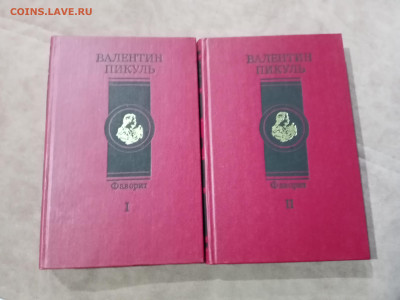 COINS.LAVE.RU
ВАЛЕНТИН
ПИКУЛЬ
Фаворит
I
ВАЛЕНТИН
ПИКУЛЬ
Фаворит
II